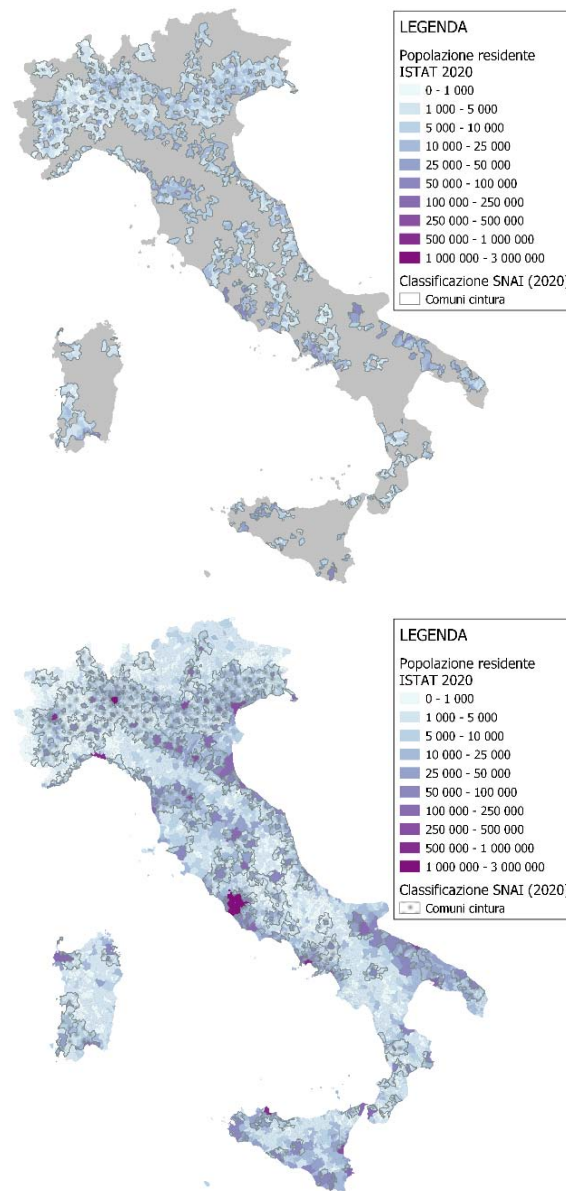 LEGENDA
Popolazione residente
ISTAT 2020
0 - 1 000
1 000 - 5 000
5 000 - 10 000
10 000 - 25 000
25 000 - 50 000
50 000 - 100 000
100 000 - 250 000
250 000 - 500 000
500 000 - 1 000 000
1 000 000 - 3 000 000
Classificazione SNAI (2020)
Comuni cintura
LEGENDA
Popolazione residente
ISTAT 2020
0 - 1 000
1 000 - 5 000
5 000 - 10 000
10 000 - 25 000
25 000 - 50 000
50 000 - 100 000
100 000 - 250 000
250 000 - 500 000
500 000 - 1 000 000
1 000 000 - 3 000 000
Classificazione SNAI (2020)
Comuni cintura